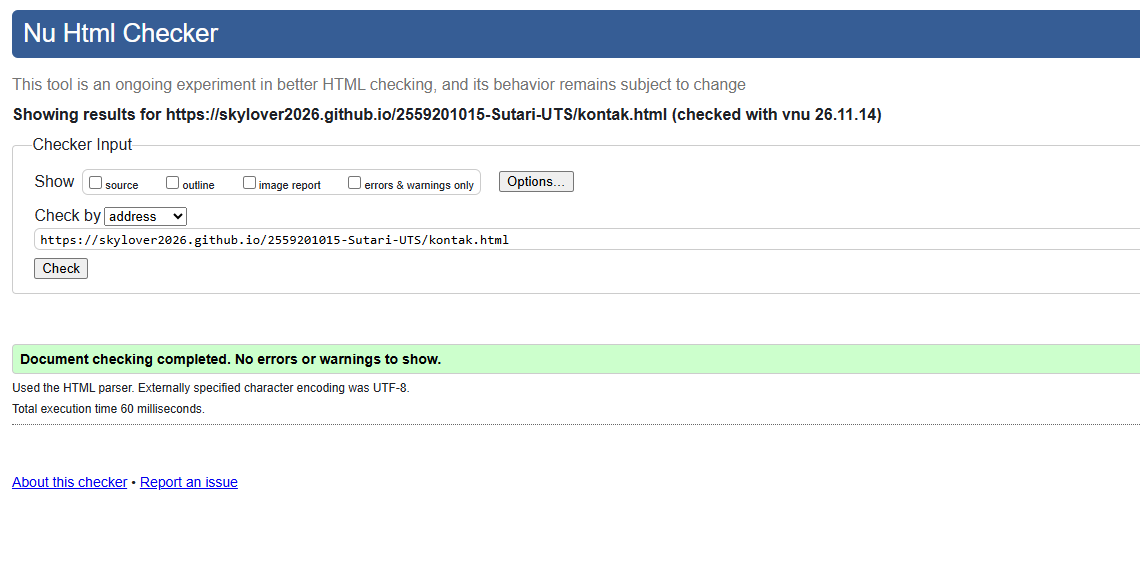 Nu Html Checker
This tool is an ongoing experiment in better HTML checking, and its behavior remains subject to change
Showing results for https://skylover2026.github.io/2559201015-Sutari-UTS/kontak.html (checked with vnu 26.11.14)
Checker Input
Show source outline image report errors & warnings only Options...
Check by address
https://skylover2026.github.io/2559201015-Sutari-UTS/kontak.html
Check
Document checking completed. No errors or warnings to show.
Used the HTML parser. Externally specified character encoding was UTF-8.
Total execution time 60 milliseconds.
About this checker • Report an issue